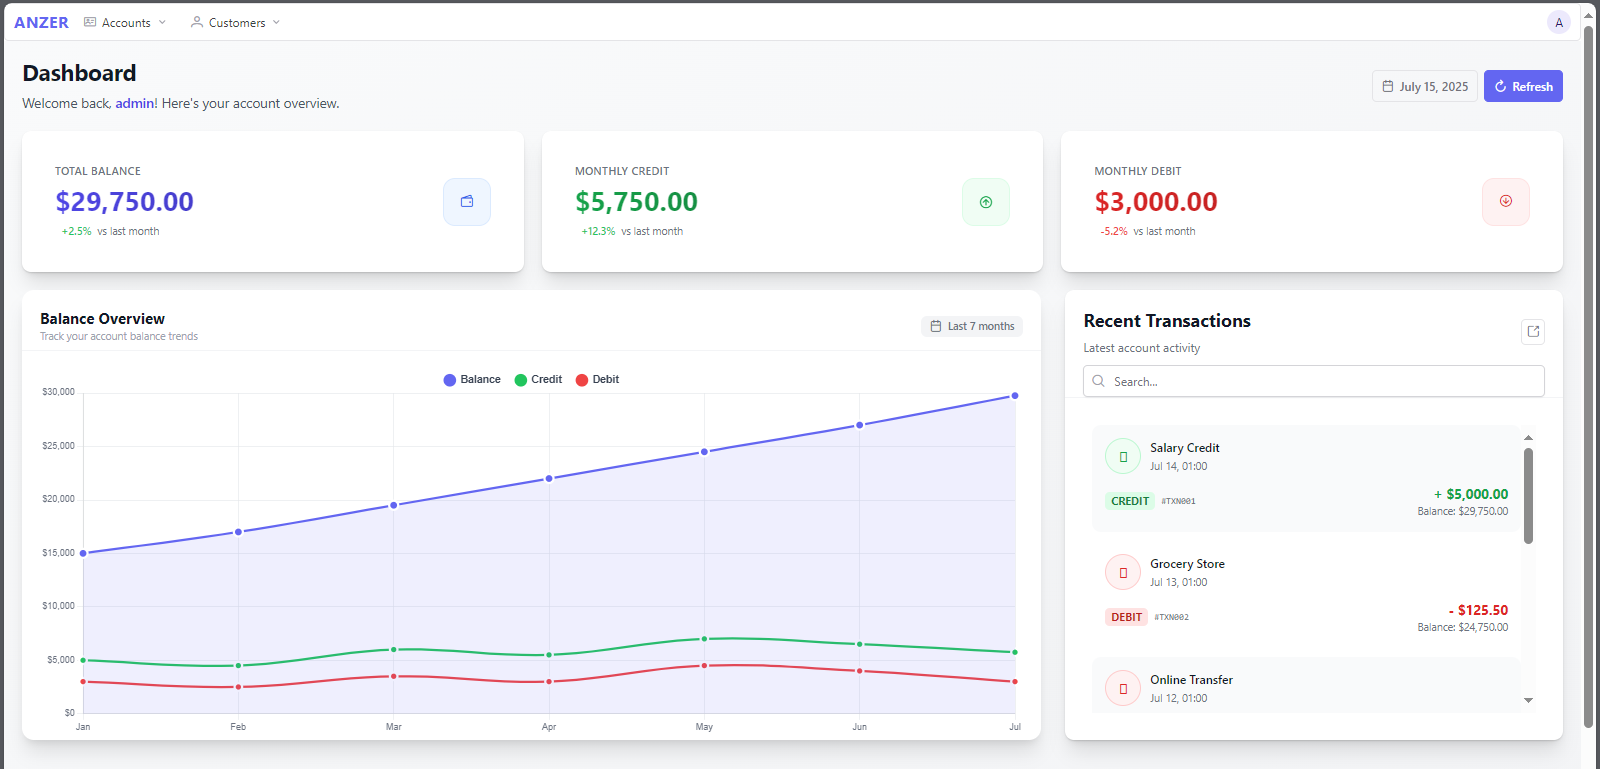 ANZER Accounts Customers A
Dashboard
Welcome back, admin! Here's your account overview.
July 15, 2025 Refresh
TOTAL BALANCE
$29,750.00
+2.5% vs last month
MONTHLY CREDIT
$5,750.00
+12.3% vs last month
MONTHLY DEBIT
$3,000.00
-5.2% vs last month
Balance Overview
Track your account balance trends
Last 7 months
Balance Credit Debit
$30,000
$25,000
$20,000
$15,000
$10,000
$5,000
$0
Jan Feb Mar Apr May Jun Jul
Recent Transactions
Latest account activity
Search...
Salary Credit
Jul 14, 01:00
CREDIT #TXN001
+ $5,000.00
Balance: $29,750.00
Grocery Store
Jul 13, 01:00
DEBIT #TXN002
- $125.50
Balance: $24,750.00
Online Transfer
Jul 12, 01:00